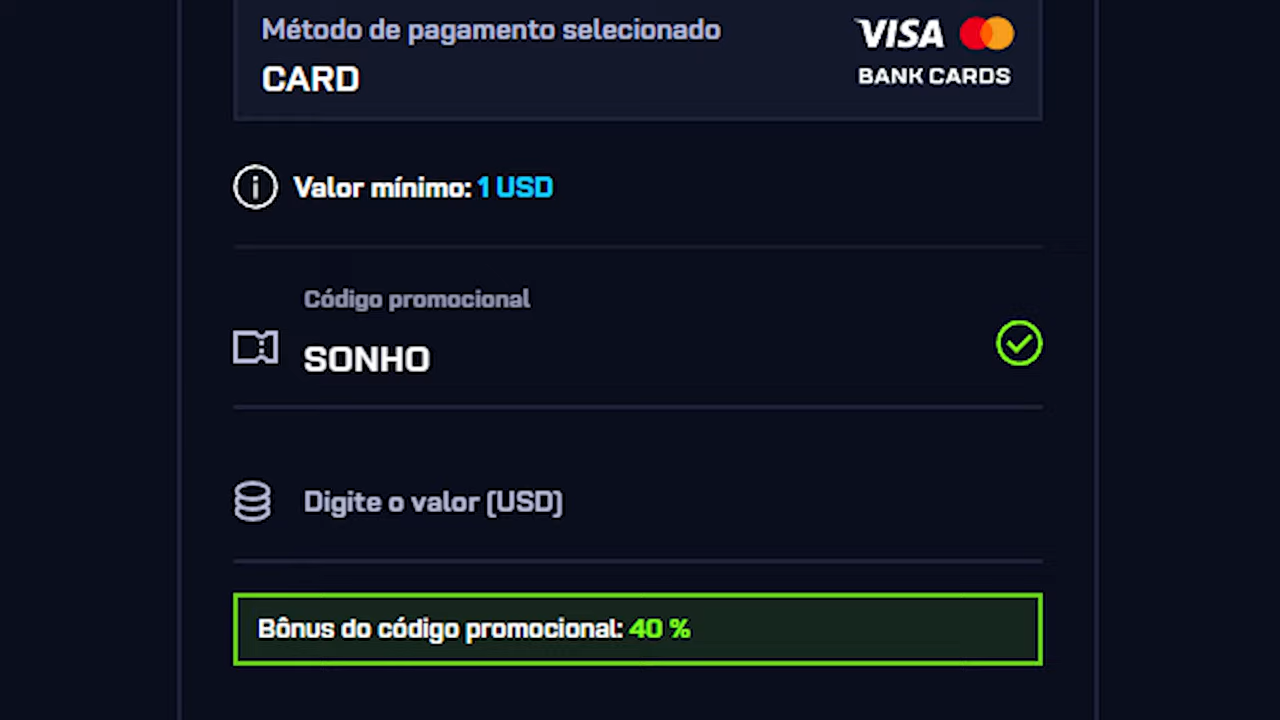 Método de pagamento selecionado
VISA
CARD
BANK CARDS
Valor mínimo: 1 USD
Código promocional
SONHO
Digite o valor (USD)
Bônus do código promocional: 40 %